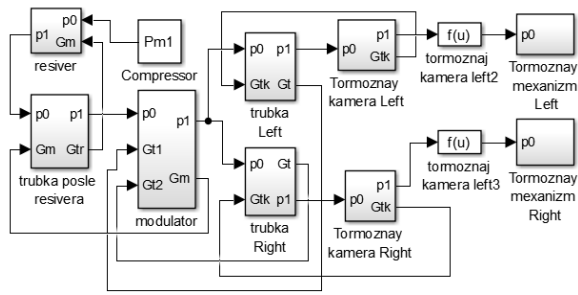 p0
p1
Gm
resiver
Pm1
Compressor
p0
p1
Gm
Gtr
trubka posle
resivera
p0
p1
Gt1
Gt2
Gm
modulator
p0
p1
Gtk
Gt
trubka
Left
p0
Gt
Gtk
p1
trubka
Right
p0
p1
Gtk
Tormoznay
kamera Left
p0
p1
Gtk
Tormoznay
kamera Right
f(u)
tormoznaj
kamera left2
f(u)
tormoznaj
kamera left3
p0
Tormoznay
mexanizm
Left
p0
Tormoznay
mexanizm
Right